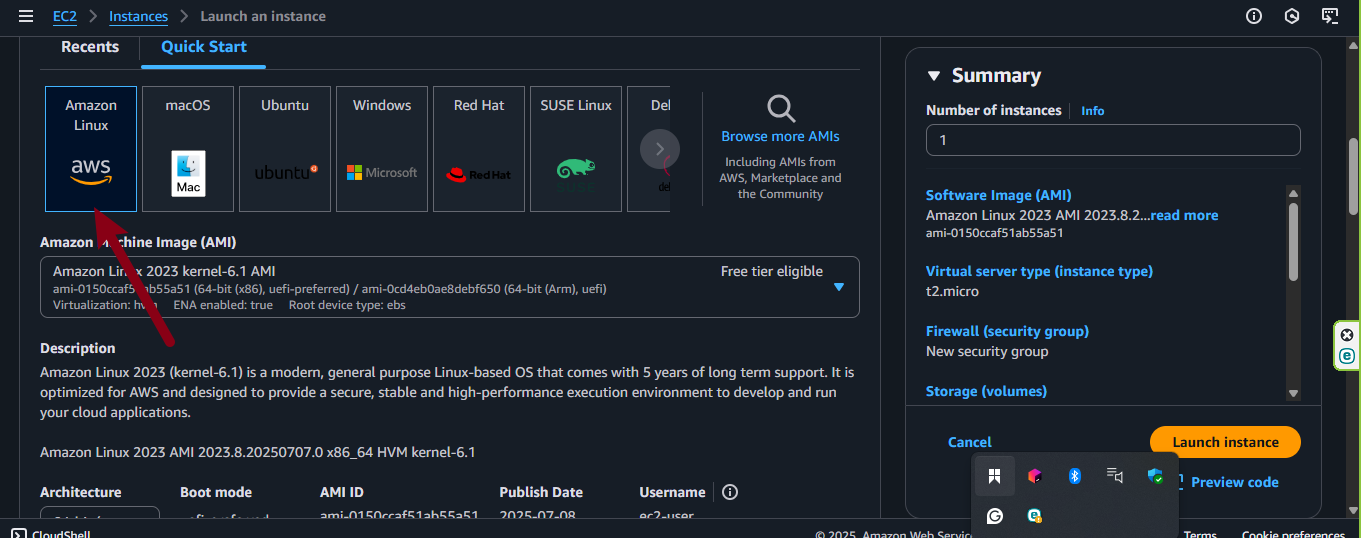 EC2 > Instances > Launch an instance
Recents
Quick Start
Amazon
Linux
aws
macOS
Mac
Ubuntu
ubuntu
Windows
Microsoft
Red Hat
Red Hat
SUSE Linux
SUSE
Browse more AMIs
Including AMIs from
AWS, Marketplace and
the Community
Amazon Machine Image (AMI)
Amazon Linux 2023 kernel-6.1 AMI
Free tier eligible
ami-0150ccaf51ab55a51 (64-bit (x86), uefi-preferred) / ami-0cd4eb0ae8debf650 (64-bit (Arm), uefi)
Virtualization: hvm ENA enabled: true Root device type: ebs
Description
Amazon Linux 2023 (kernel-6.1) is a modern, general purpose Linux-based OS that comes with 5 years of long term support. It is
optimized for AWS and designed to provide a secure, stable and high-performance execution environment to develop and run
your cloud applications.
Amazon Linux 2023 AMI 2023.8.20250707.0 x86_64 HVM kernel-6.1
Architecture Boot mode AMI ID Publish Date Username
uefi-preferred ami-0150ccaf51ab55a51 2025-07-08 ec2-user
Summary
Number of instances Info
1
Software Image (AMI)
Amazon Linux 2023 AMI 2023.8.2...read more
ami-0150ccaf51ab55a51
Virtual server type (instance type)
t2.micro
Firewall (security group)
New security group
Storage (volumes)
Cancel
Launch instance
Preview code
CloudShell
© 2025, Amazon Web Servic
Terms
Cookie preferences